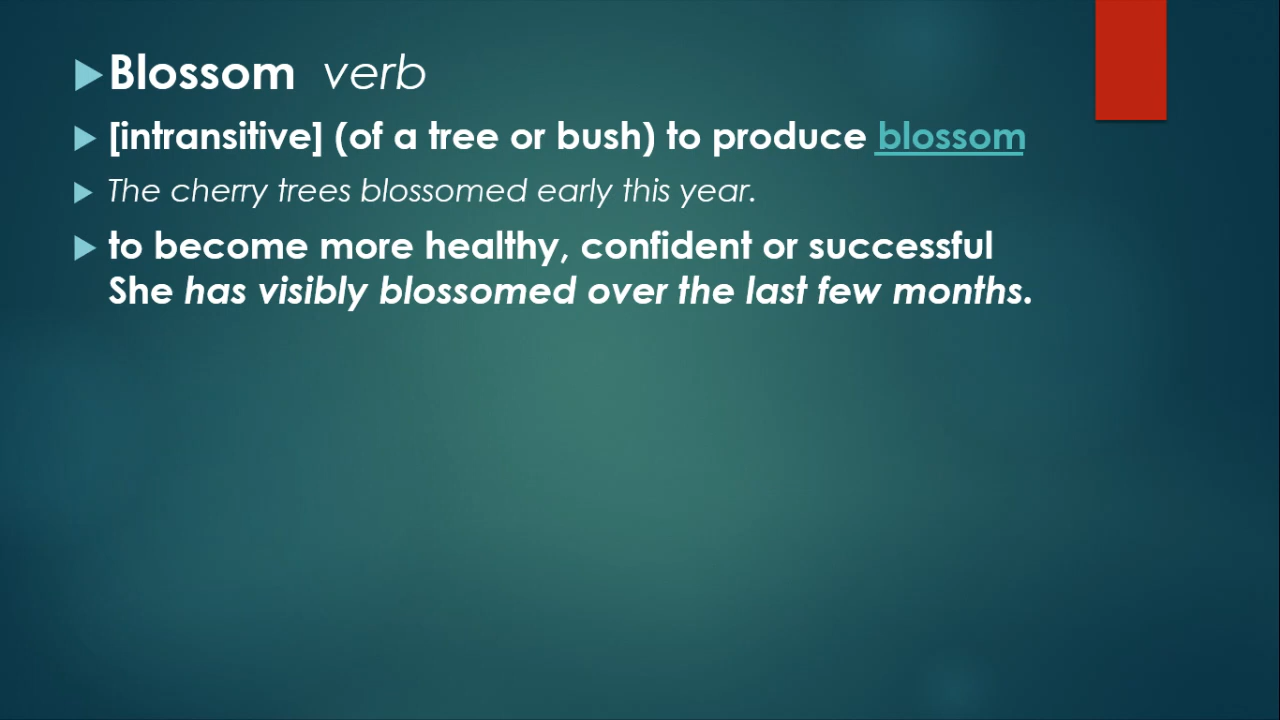 Blossom verb
[intransitive] (of a tree or bush) to produce blossom
The cherry trees blossomed early this year.
to become more healthy, confident or successful
She has visibly blossomed over the last few months.